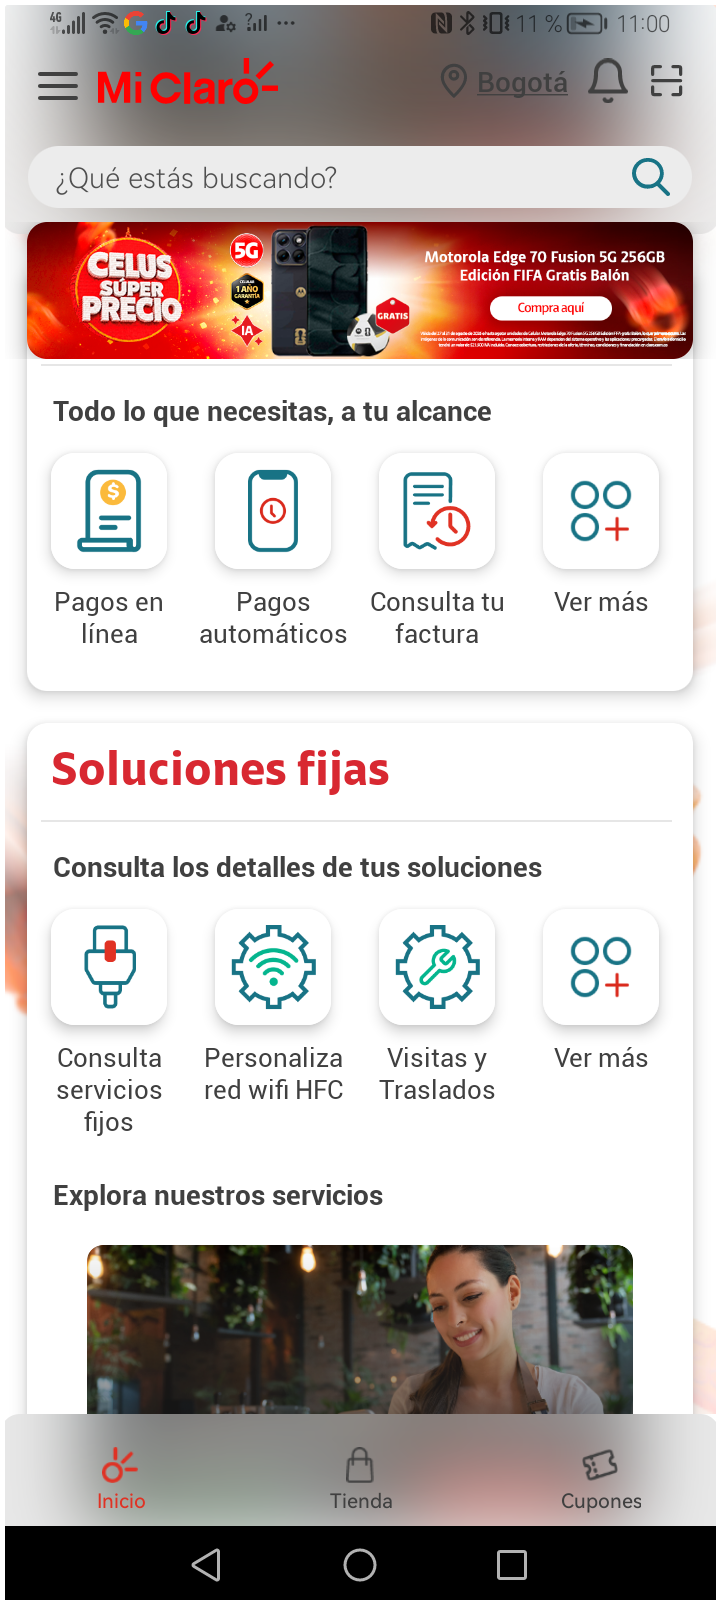 4G
?
11 %
11:00
Mi Claro
Bogotá
¿Qué estás buscando?
CELUS
SÚPER
PRECIO
5G
1 AÑO
GARANTÍA
IA
GRATIS
Motorola Edge 70 Fusion 5G 256GB
Edición FIFA Gratis Balón
Compra aquí
Todo lo que necesitas, a tu alcance
Pagos en
línea
Pagos
automáticos
Consulta tu
factura
Ver más
Soluciones fijas
Consulta los detalles de tus soluciones
Consulta
servicios
fijos
Personaliza
red wifi HFC
Visitas y
Traslados
Ver más
Explora nuestros servicios
Inicio
Tienda
Cupones